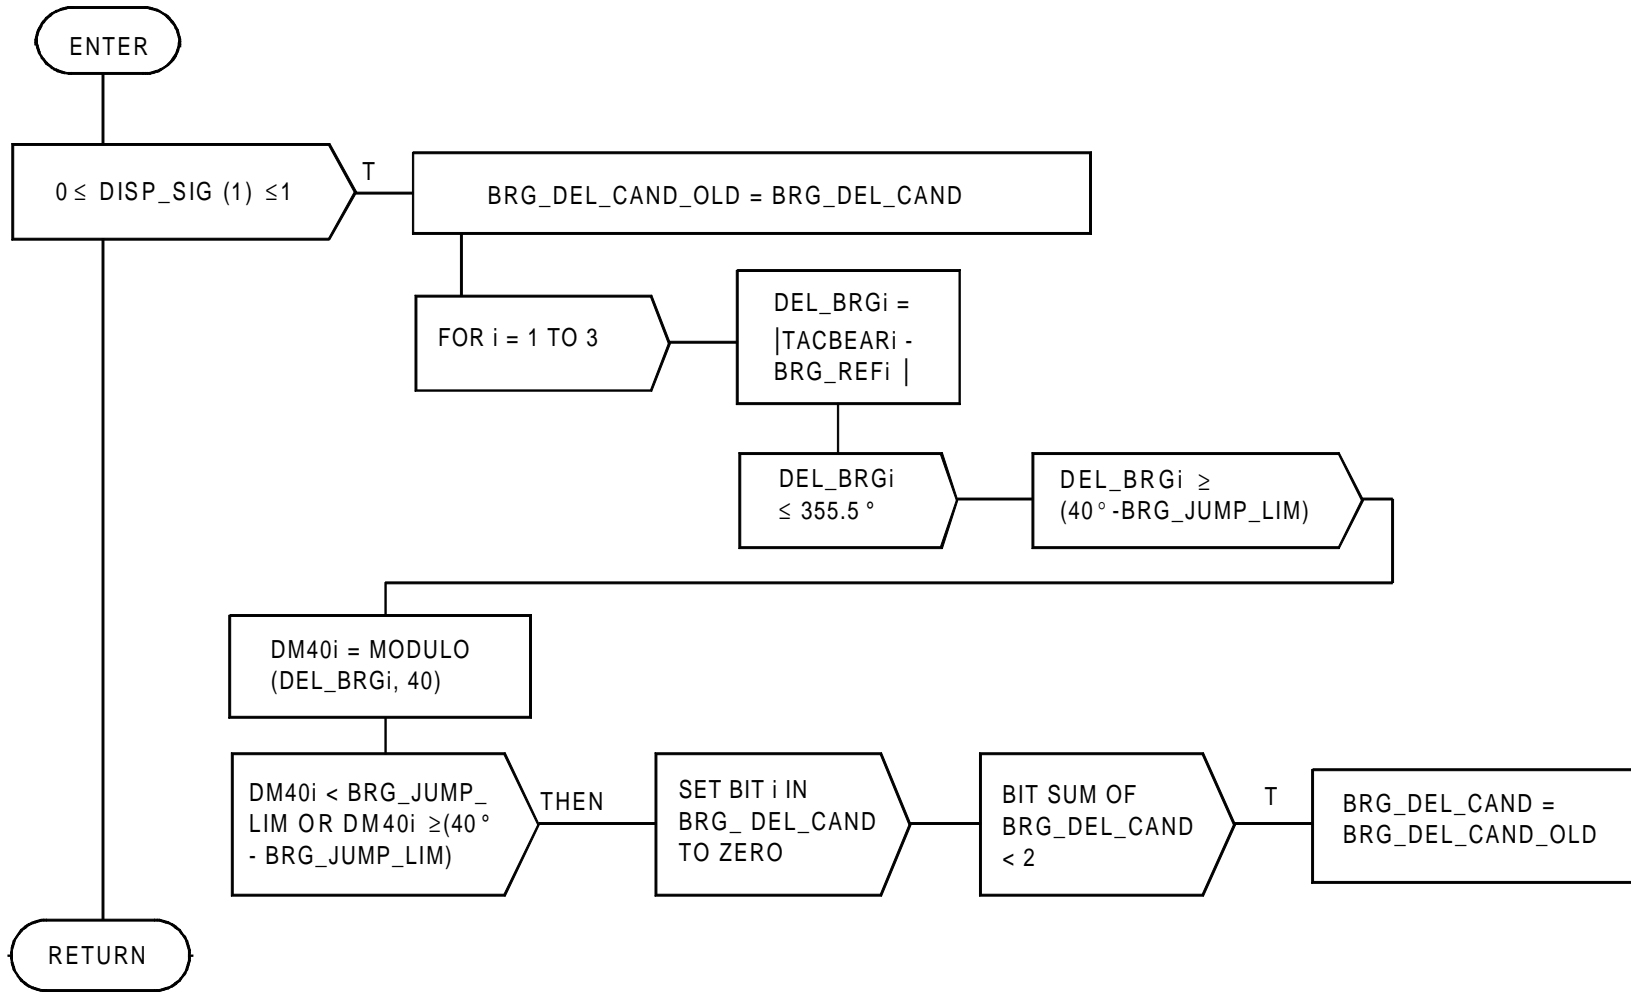 ENTER
0 ≤ DISP_SIG (1) ≤1
T
BRG_DEL_CAND_OLD = BRG_DEL_CAND
FOR i = 1 TO 3
DEL_BRGi =
|TACBEARi -
BRG_REFi |
DEL_BRGi
≤ 355.5 °
DEL_BRGi ≥
(40 ° -BRG_JUMP_LIM)
DM40i = MODULO
(DEL_BRGi, 40)
DM40i < BRG_JUMP_
LIM OR DM40i ≥(40 °
- BRG_JUMP_LIM)
THEN
SET BIT i IN
BRG_ DEL_CAND
TO ZERO
BIT SUM OF
BRG_DEL_CAND
< 2
T
BRG_DEL_CAND =
BRG_DEL_CAND_OLD
RETURN